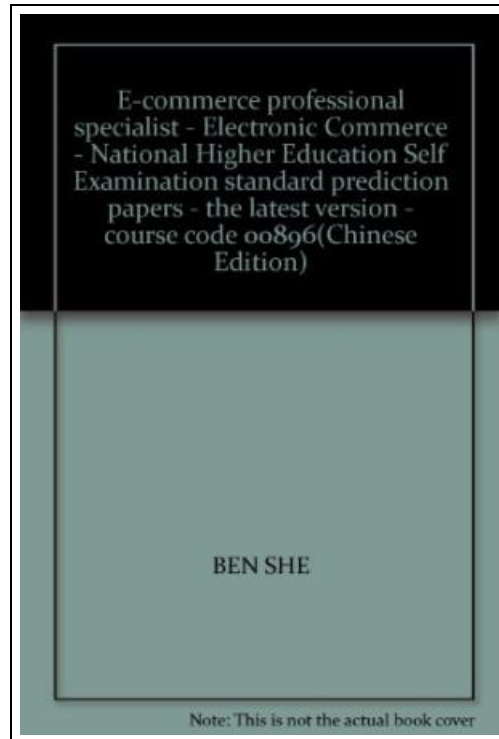 E-commerce professional
specialist - Electronic Commerce
- National Higher Education Self
Examination standard prediction
papers - the latest version -
course code 00896(Chinese
Edition)
BEN SHE
Note: This is not the actual book cover